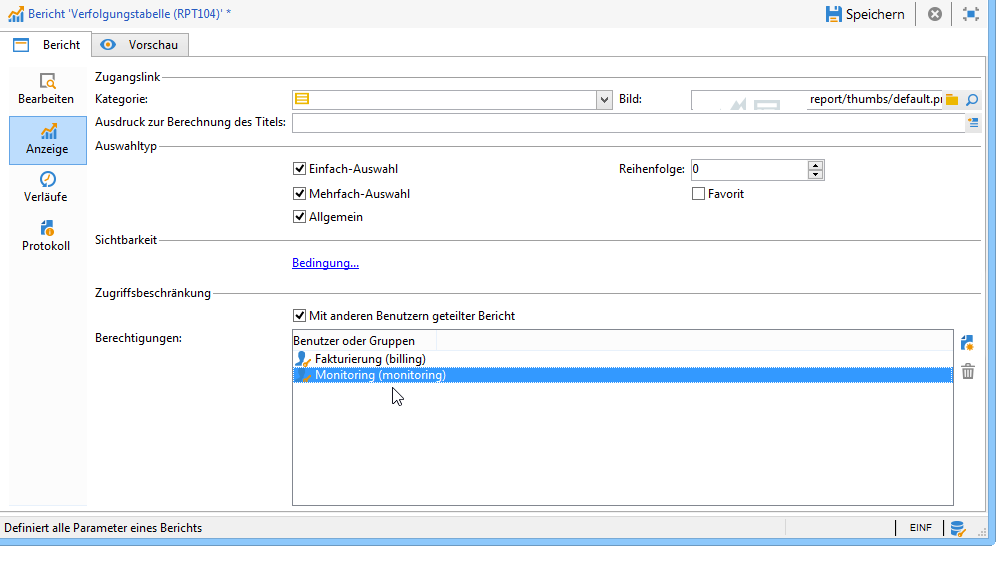 Bericht 'Verfolgungstabelle (RPT104)' *
Speichern
Bericht
Vorschau
Bearbeiten
Anzeige
Verläufe
Protokoll
Zugangslink
Kategorie:
Bild:
report/thumbs/default.pr
Ausdruck zur Berechnung des Titels:
Auswahltyp
Einfach-Auswahl
Reihenfolge: 0
Mehrfach-Auswahl
Favorit
Allgemein
Sichtbarkeit
Bedingung...
Zugriffsbeschränkung
Mit anderen Benutzern geteilter Bericht
Berechtigungen:
Benutzer oder Gruppen
Fakturierung (billing)
Monitoring (monitoring)
Definiert alle Parameter eines Berichts
EINF